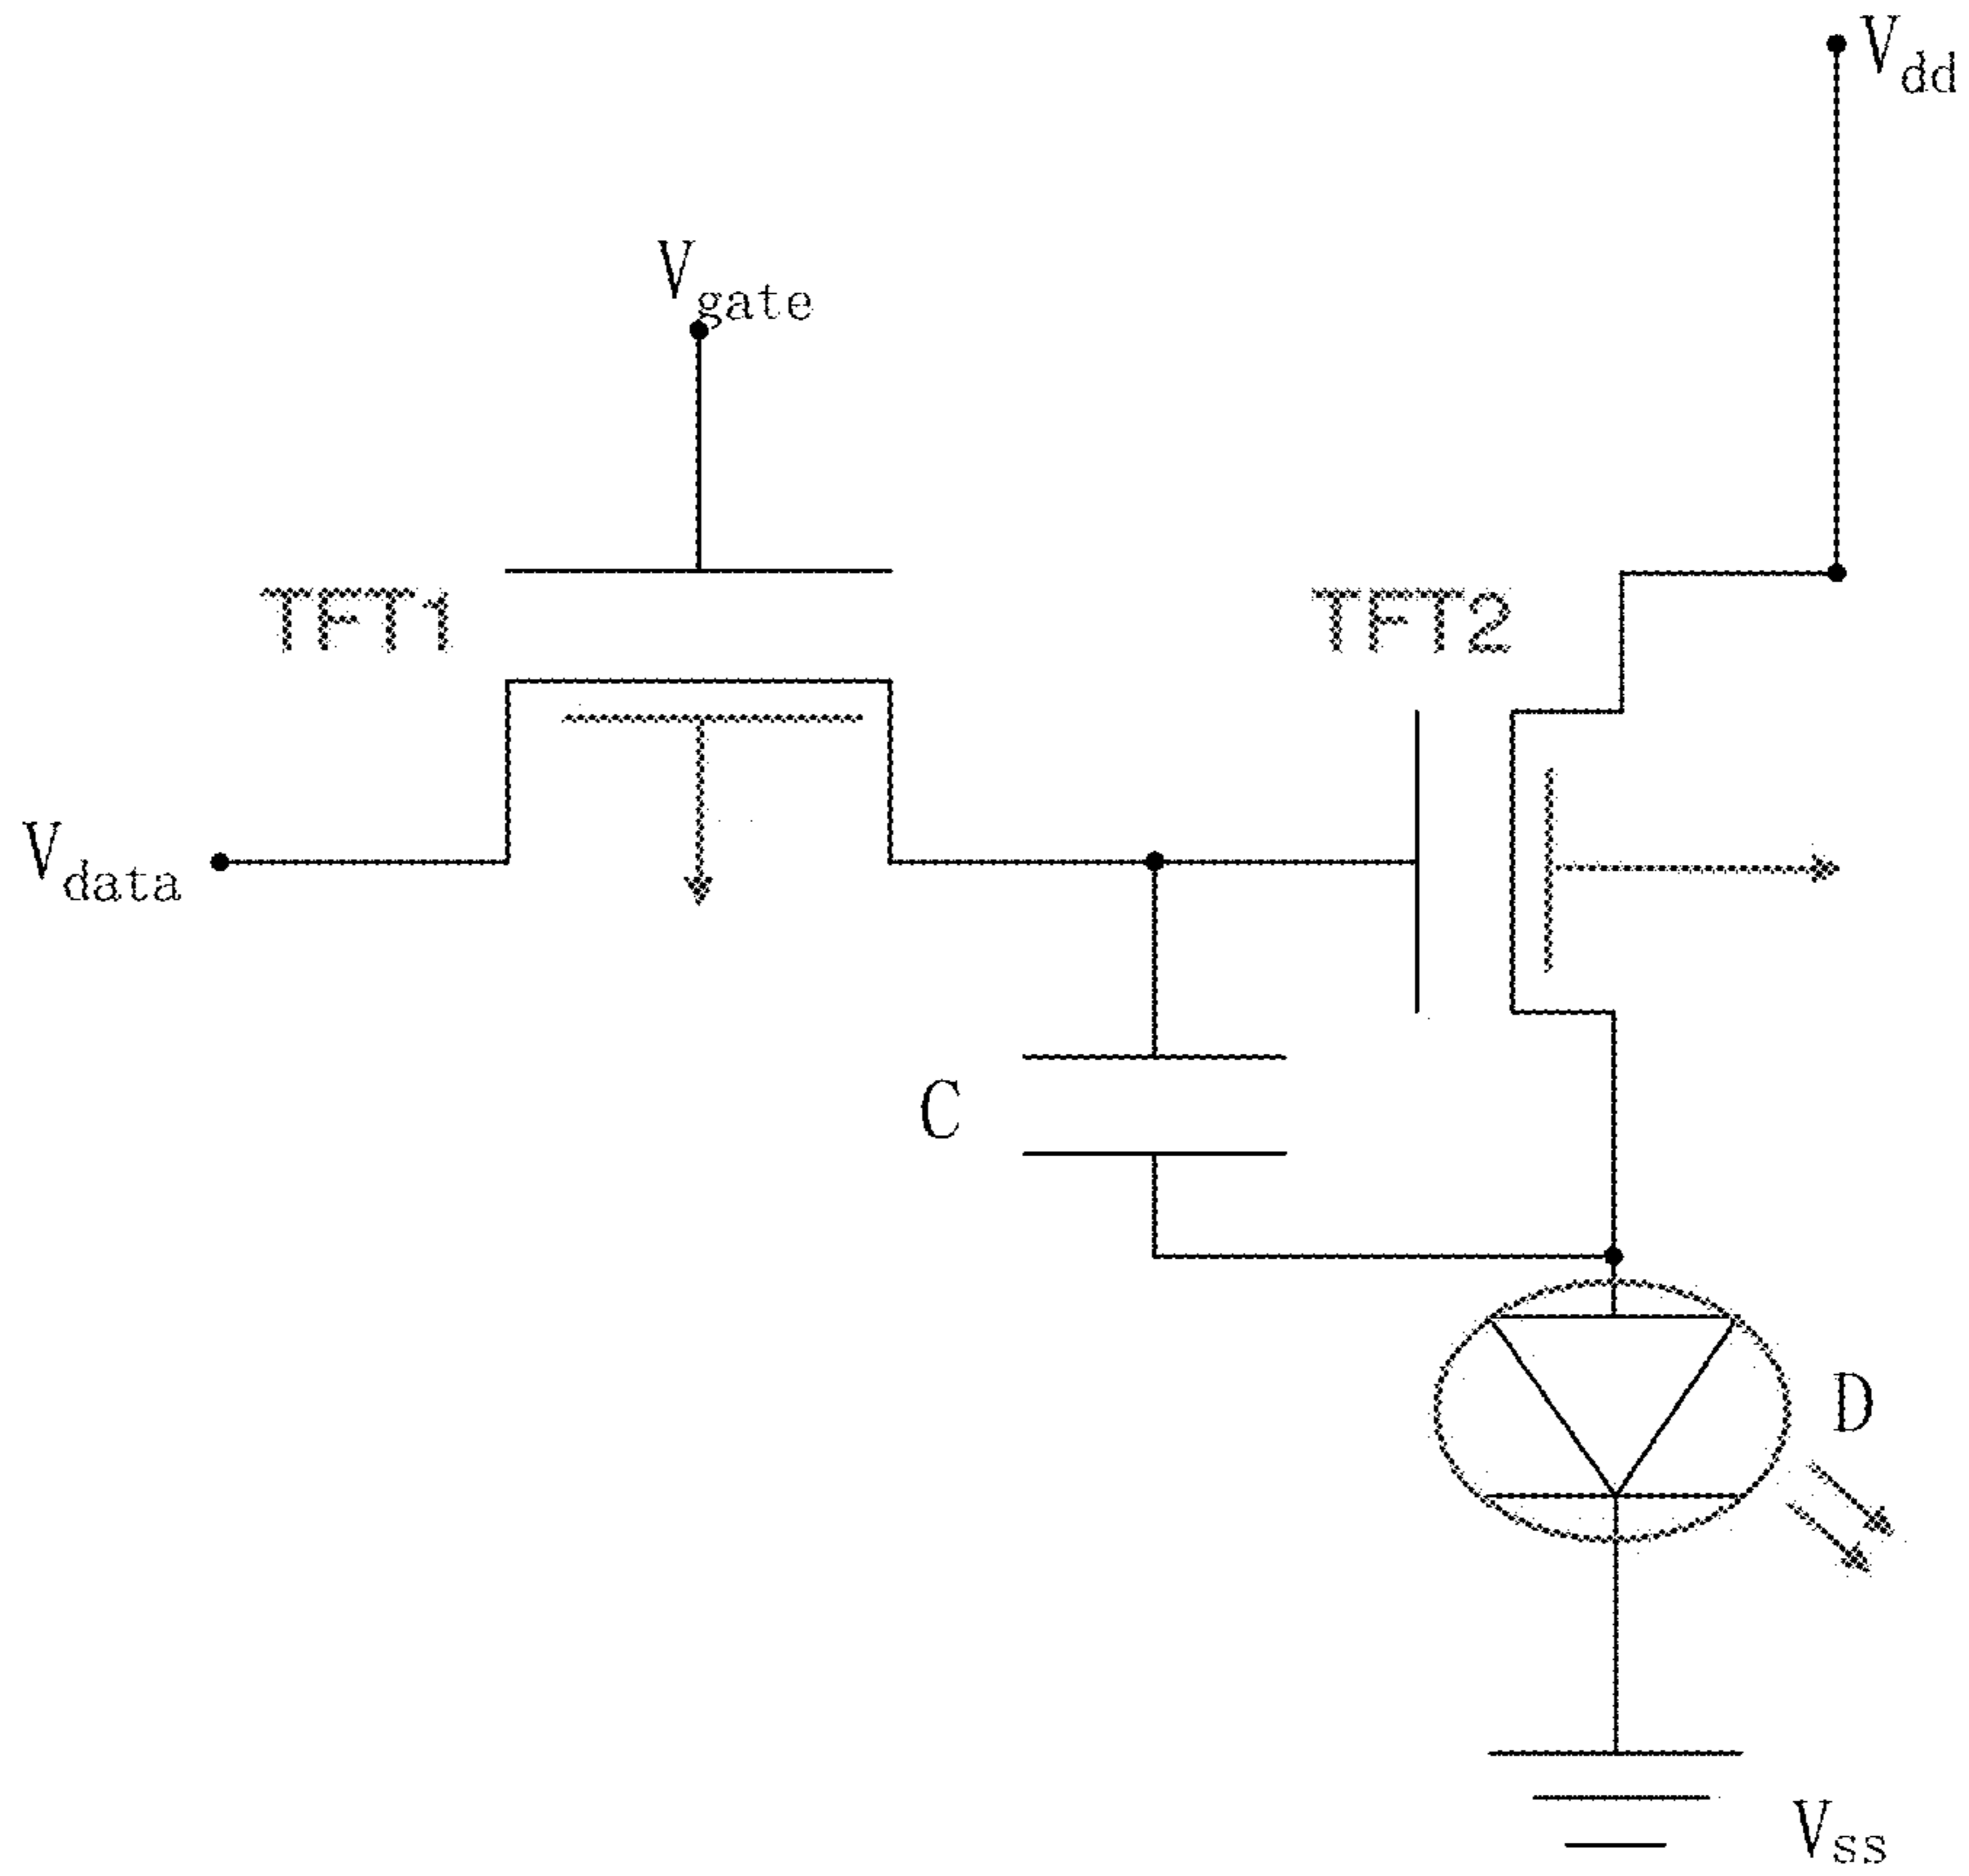 Vdd
Vgate
TFT1
TFT2
Vdata
C
D
Vss